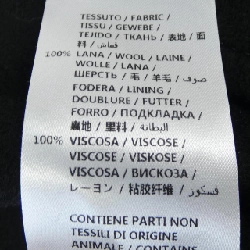 TESSUTO / FABRIC /
TISSU / GEWEBE /
TEJIDO / ТКАНЬ / 表地 / 面
料 / قماش /
100% LANA / WOOL / LAINE /
WOLLE / LANA /
ШЕРСТЬ / 毛 / 羊毛 / صوف /
FODERA / LINING /
DOUBLURE / FUTTER /
FORRO / ПОДКЛАДКА /
裏地 / 里料 / البطانة /
100% VISCOSA / VISCOSE /
VISCOSE / VISKOSE /
VISCOSA / ВИСКОЗА /
レーヨン / 粘胶纤维 / فسكوز /
CONTIENE PARTI NON
TESSILI DI ORIGINE
ANIMALE / CONTAINS